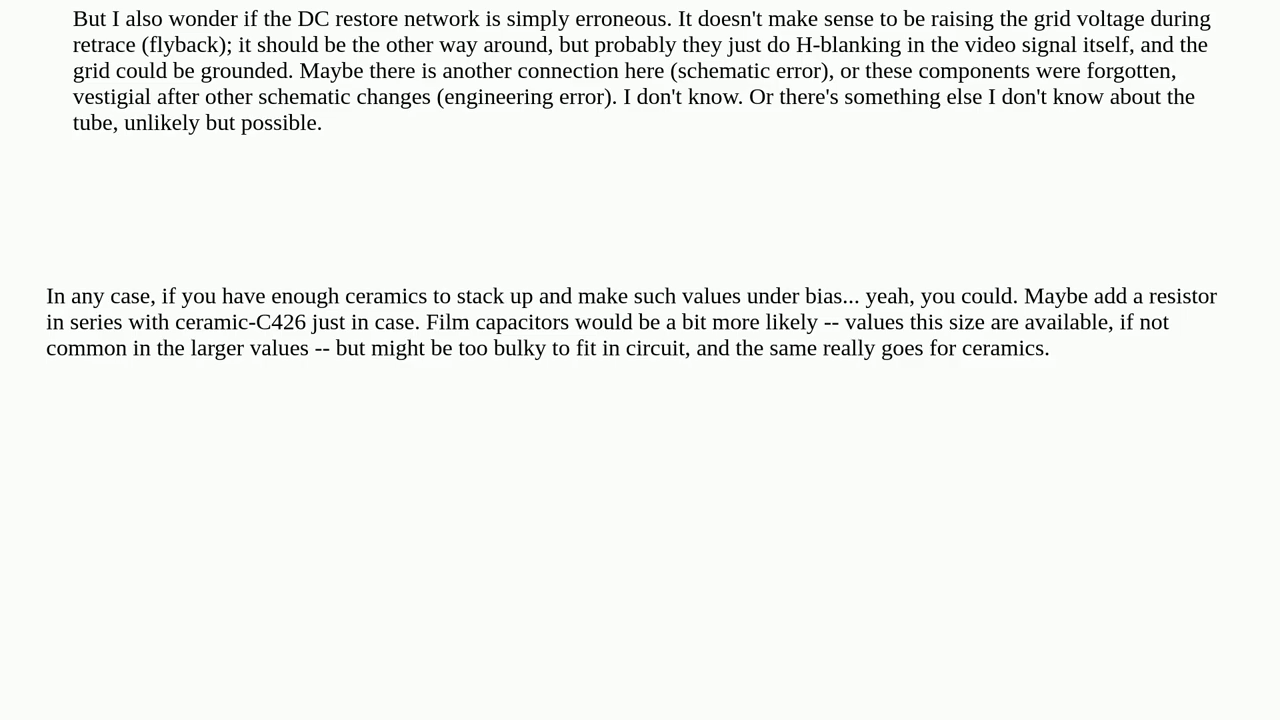 But I also wonder if the DC restore network is simply erroneous. It doesn't make sense to be raising the grid voltage during
retrace (flyback); it should be the other way around, but probably they just do H-blanking in the video signal itself, and the
grid could be grounded. Maybe there is another connection here (schematic error), or these components were forgotten,
vestigial after other schematic changes (engineering error). I don't know. Or there's something else I don't know about the
tube, unlikely but possible.
In any case, if you have enough ceramics to stack up and make such values under bias... yeah, you could. Maybe add a resistor
in series with ceramic-C426 just in case. Film capacitors would be a bit more likely -- values this size are available, if not
common in the larger values -- but might be too bulky to fit in circuit, and the same really goes for ceramics.